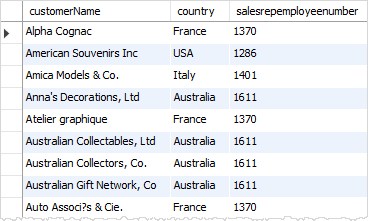 customerName country salesrepemployeenumber
Alpha Cognac France 1370
American Souvenirs Inc USA 1286
Amica Models & Co. Italy 1401
Anna's Decorations, Ltd Australia 1611
Atelier graphique France 1370
Australian Collectables, Ltd Australia 1611
Australian Collectors, Co. Australia 1611
Australian Gift Network, Co Australia 1611
Auto Associ?s & Cie. France 1370